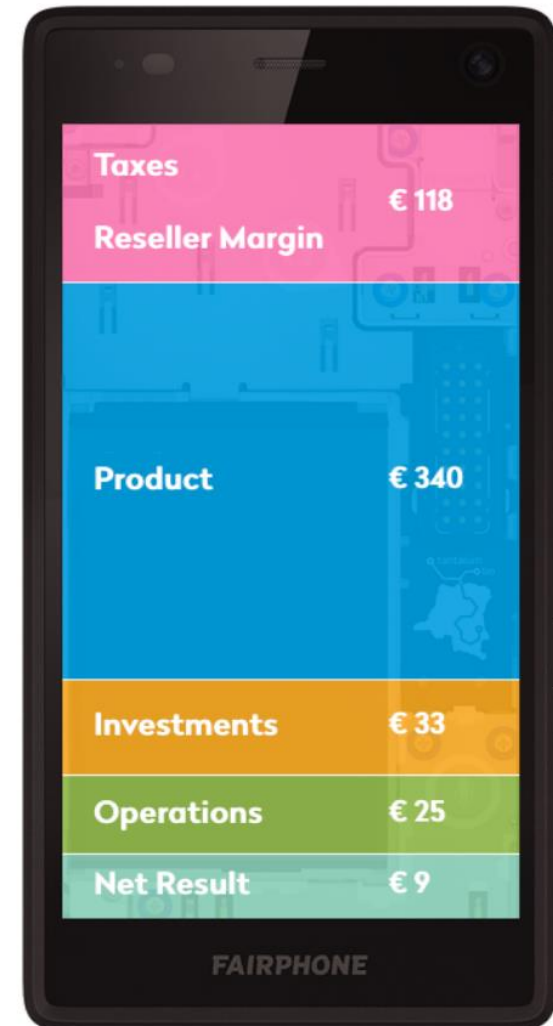 Taxes
€ 118
Reseller Margin
Product € 340
Investments € 33
Operations € 25
Net Result € 9
FAIRPHONE